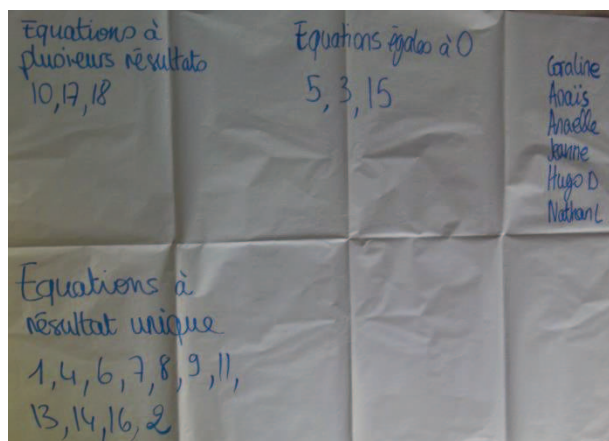 Equations à
plusieurs résultats
10, 17, 18
Equations égales à 0
5, 3, 15
Coraline
Anaïs
Anaelle
Jeanne
Hugo D
Nathan L
Equations à
résultat unique
1, 4, 6, 7, 8, 9, 11,
13, 14, 16, 2